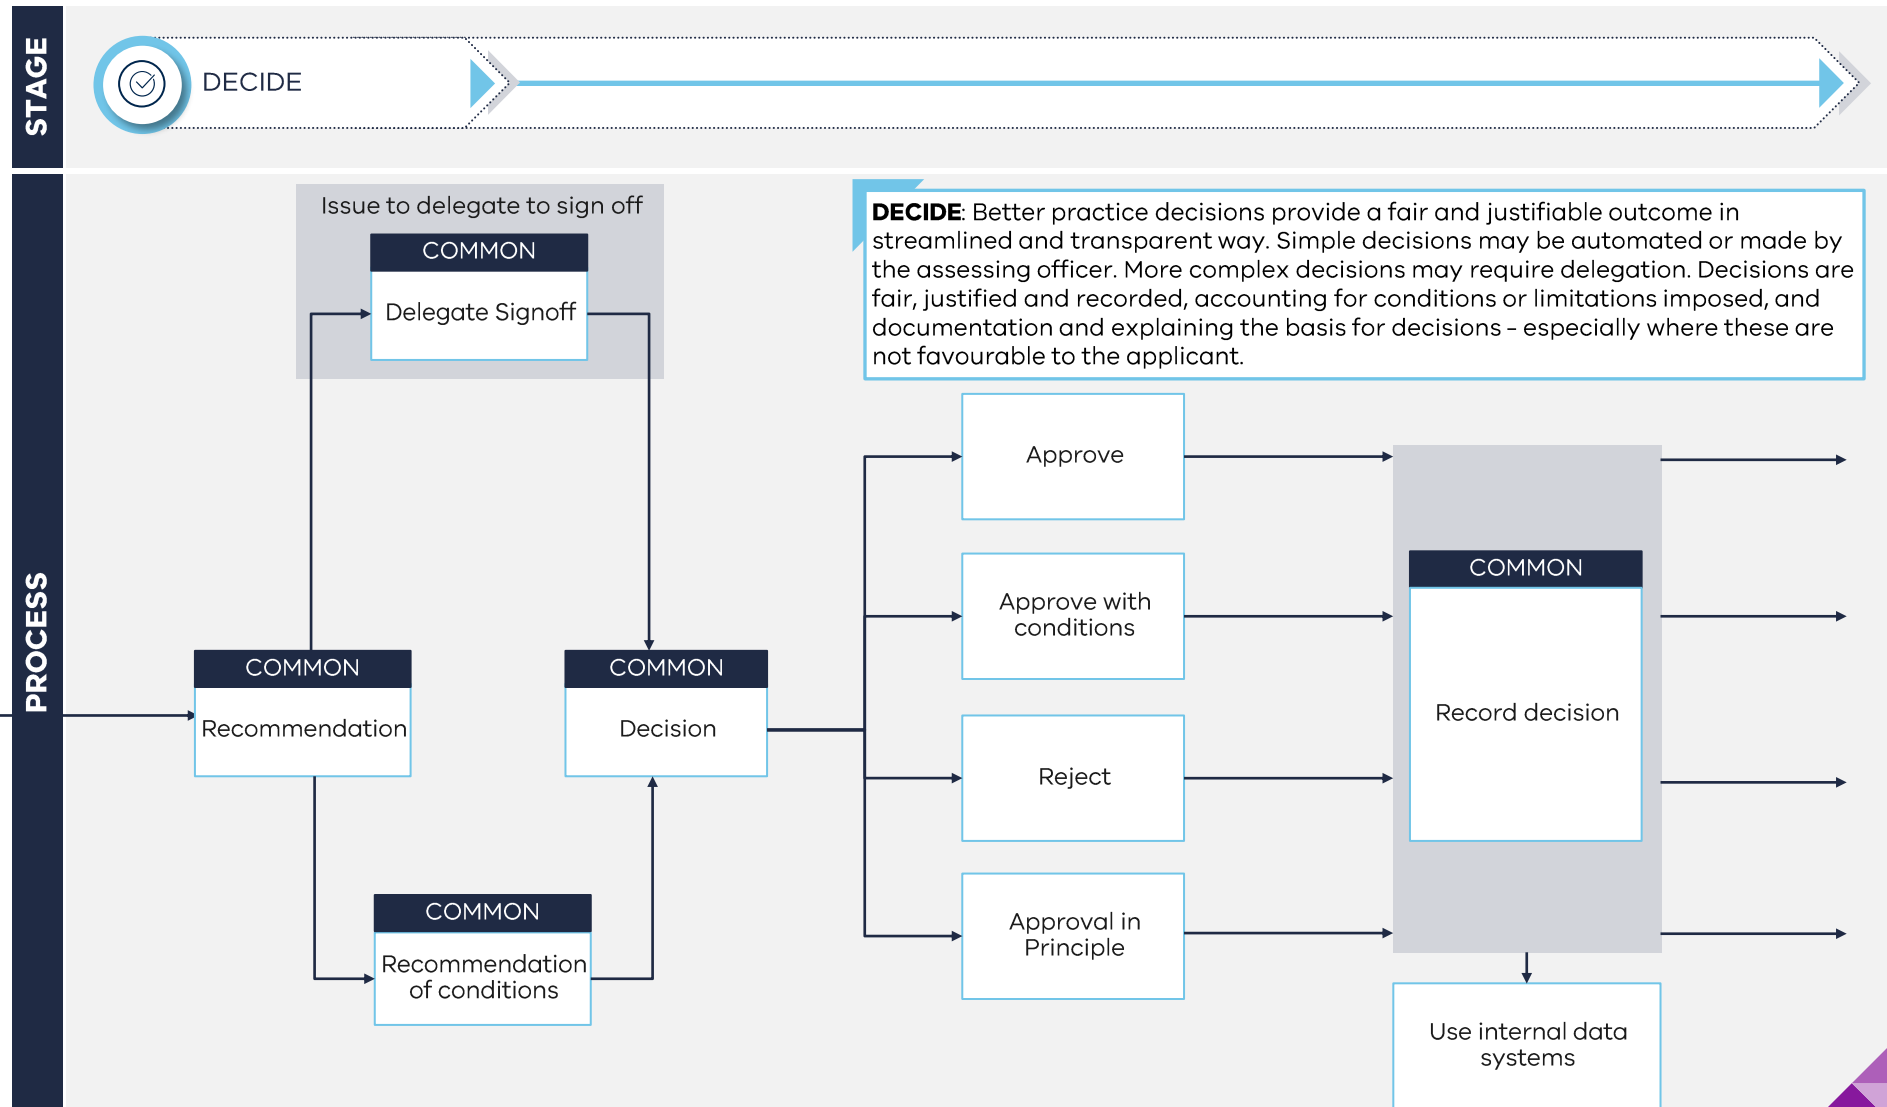 STAGE
DECIDE
PROCESS
Issue to delegate to sign off
COMMON
Delegate Signoff
DECIDE: Better practice decisions provide a fair and justifiable outcome in
streamlined and transparent way. Simple decisions may be automated or made by
the assessing officer. More complex decisions may require delegation. Decisions are
fair, justified and recorded, accounting for conditions or limitations imposed, and
documentation and explaining the basis for decisions - especially where these are
not favourable to the applicant.
COMMON
Recommendation
COMMON
Decision
COMMON
Recommendation
of conditions
Approve
Approve with
conditions
Reject
Approval in
Principle
COMMON
Record decision
Use internal data
systems